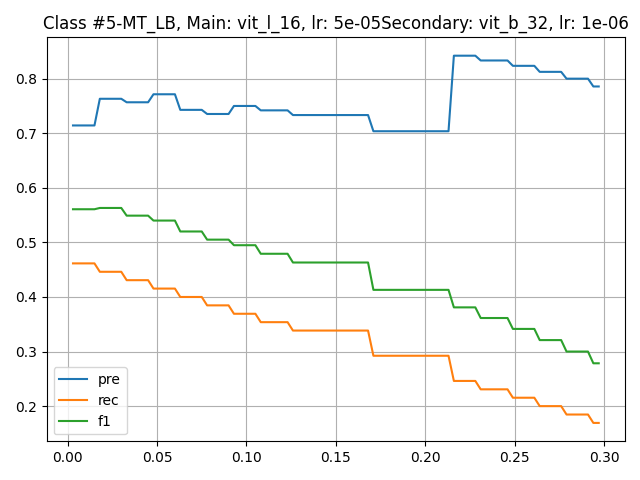 Class #5-MT_LB, Main: vit_l_16, lr: 5e-05Secondary: vit_b_32, lr: 1e-06
0.8
0.7
0.6
0.5
0.4
0.3
0.2
pre
rec
f1
0.00 0.05 0.10 0.15 0.20 0.25 0.30